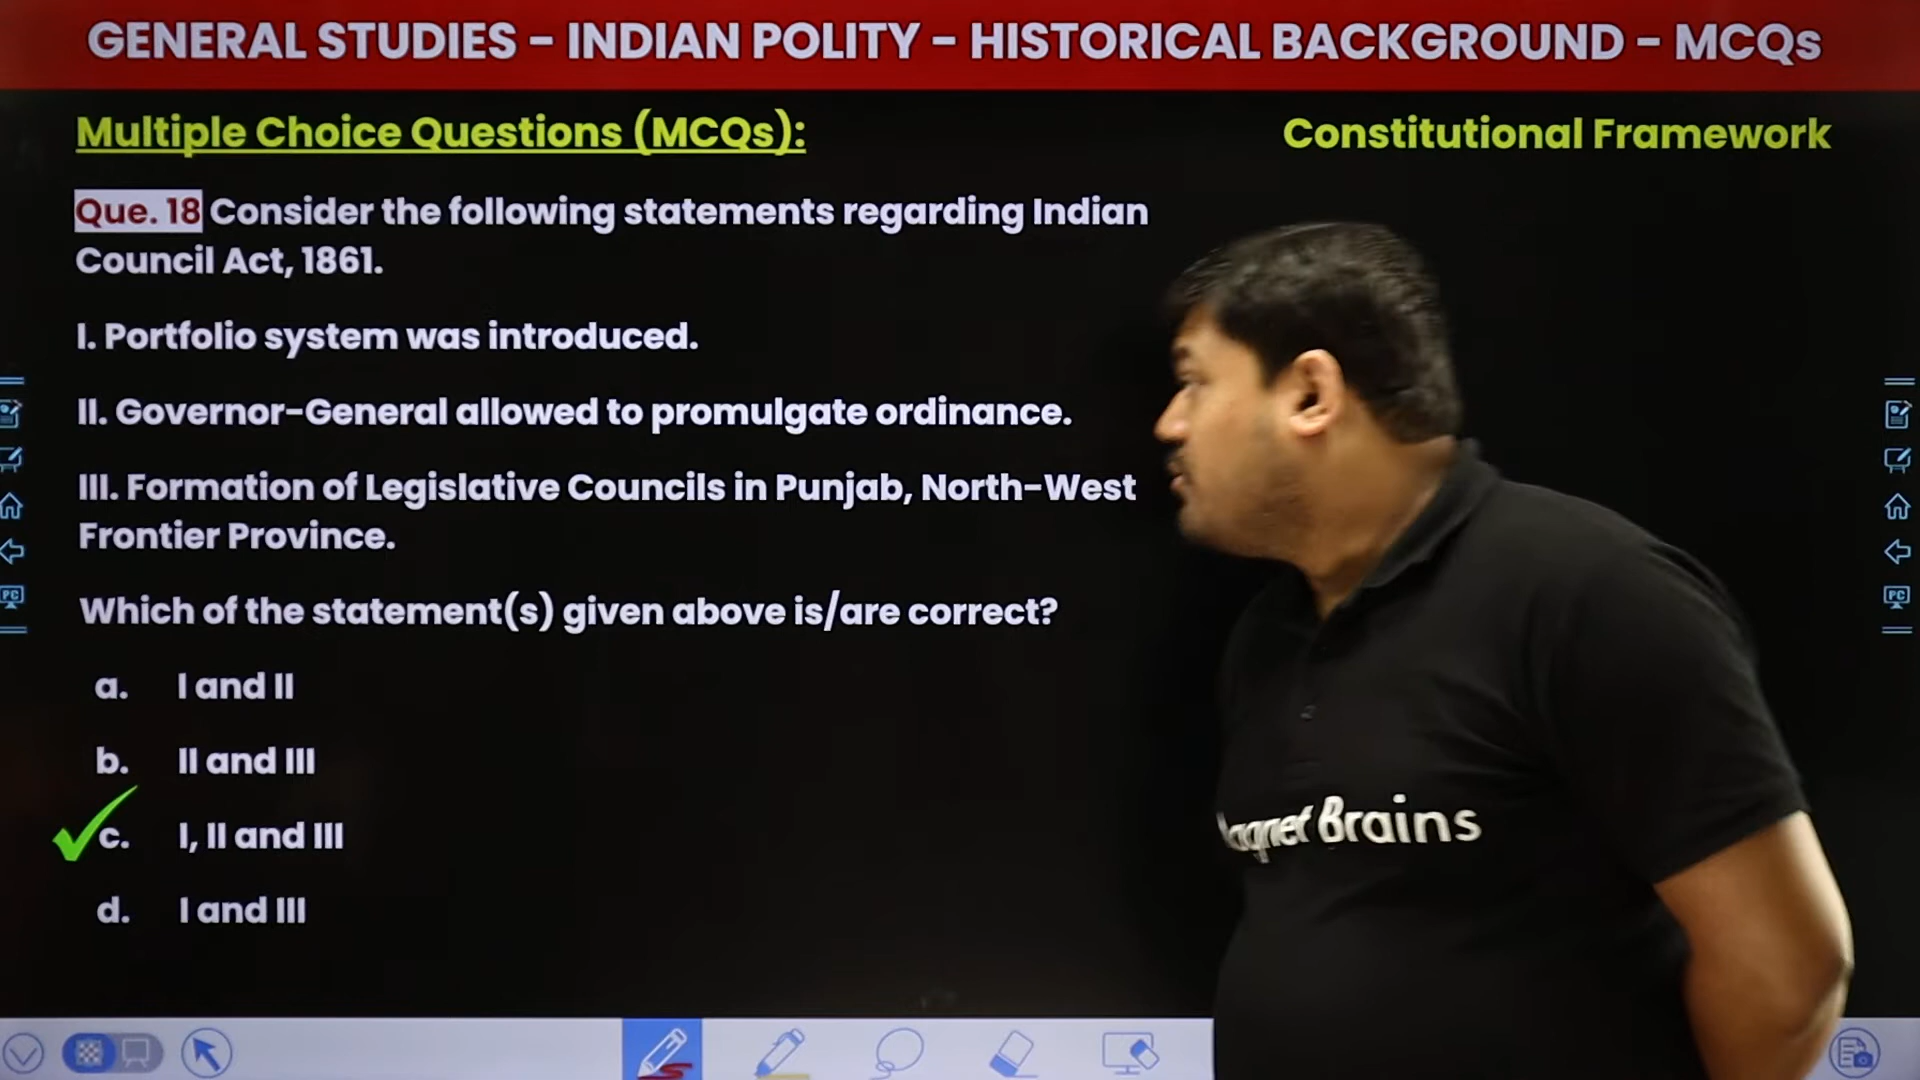 GENERAL STUDIES - INDIAN POLITY - HISTORICAL BACKGROUND - MCQs
Multiple Choice Questions (MCQs):
Constitutional Framework
Que. 18 Consider the following statements regarding Indian
Council Act, 1861.
I. Portfolio system was introduced.
II. Governor-General allowed to promulgate ordinance.
III. Formation of Legislative Councils in Punjab, North-West
Frontier Province.
Which of the statement(s) given above is/are correct?
a. I and II
b. II and III
c. I, II and III
d. I and III
Brains
PC
PC